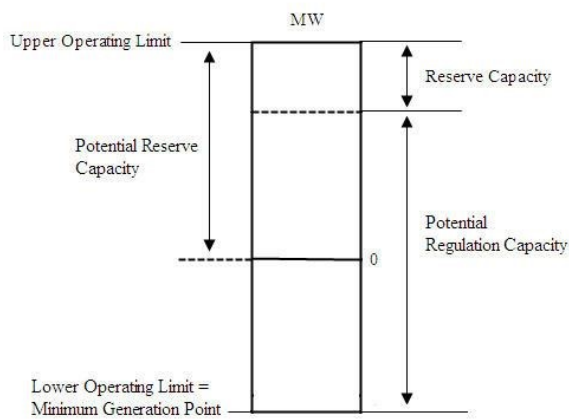 MW
Upper Operating Limit
Reserve Capacity
Potential Reserve
Capacity
Potential
Regulation Capacity
0
Lower Operating Limit =
Minimum Generation Point